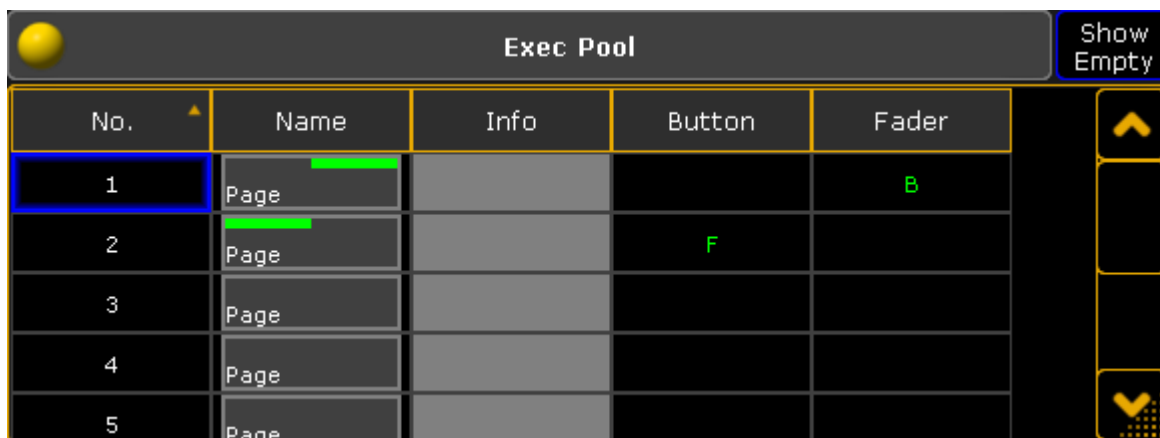 Exec Pool
Show
Empty
No. Name Info Button Fader
1 Page B
2 Page F
3 Page
4 Page
5 Page